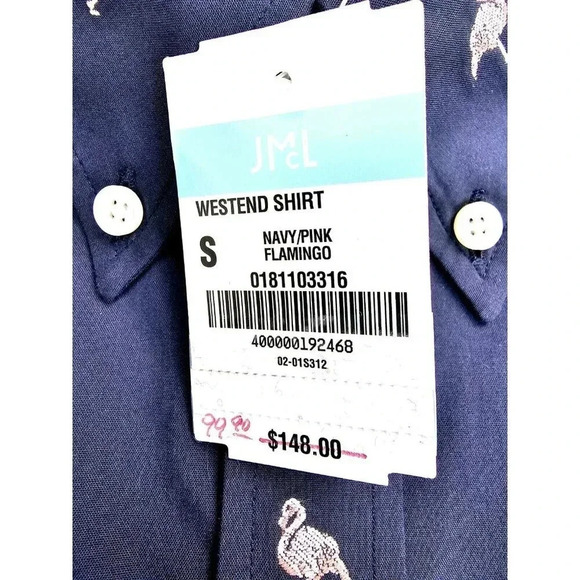 JMcL
WESTEND SHIRT
S
NAVY/PINK
FLAMINGO
0181103316
400000192468
02-01S312
99 90
$148.00